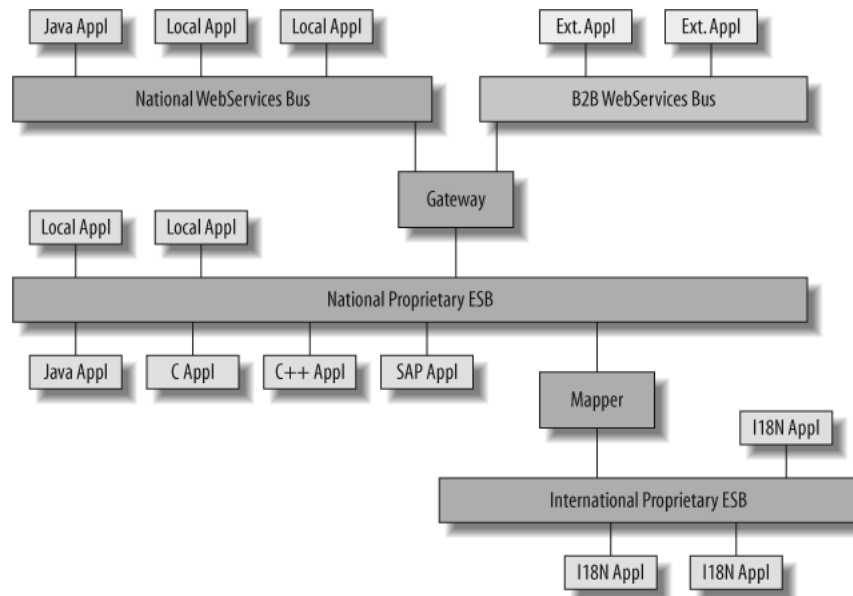 Java Appl
Local Appl
Local Appl
Ext. Appl
Ext. Appl
National WebServices Bus
B2B WebServices Bus
Gateway
Local Appl
Local Appl
National Proprietary ESB
Java Appl
C Appl
C++ Appl
SAP Appl
Mapper
I18N Appl
International Proprietary ESB
I18N Appl
I18N Appl